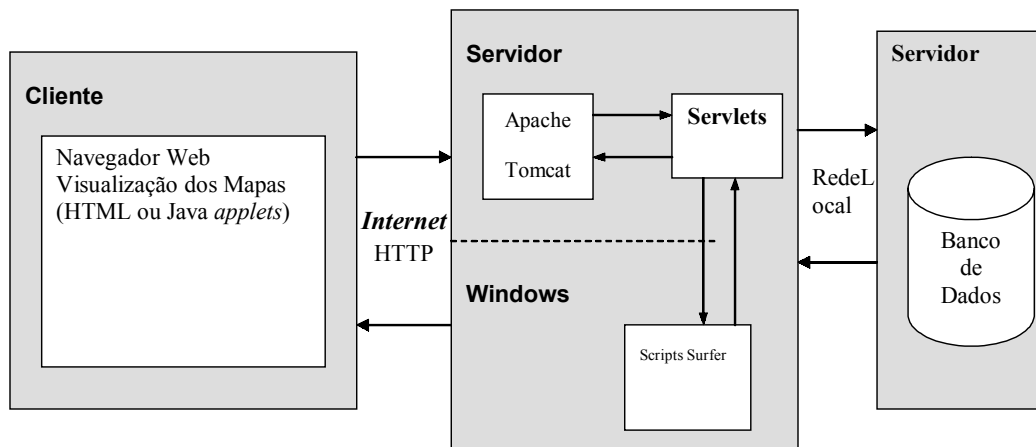 Cliente
Navegador Web
Visualização dos Mapas
(HTML ou Java applets)
Internet
HTTP
Servidor
Apache
Tomcat
Servlets
Windows
Scripts Surfer
RedeL
ocal
Servidor
Banco
de
Dados